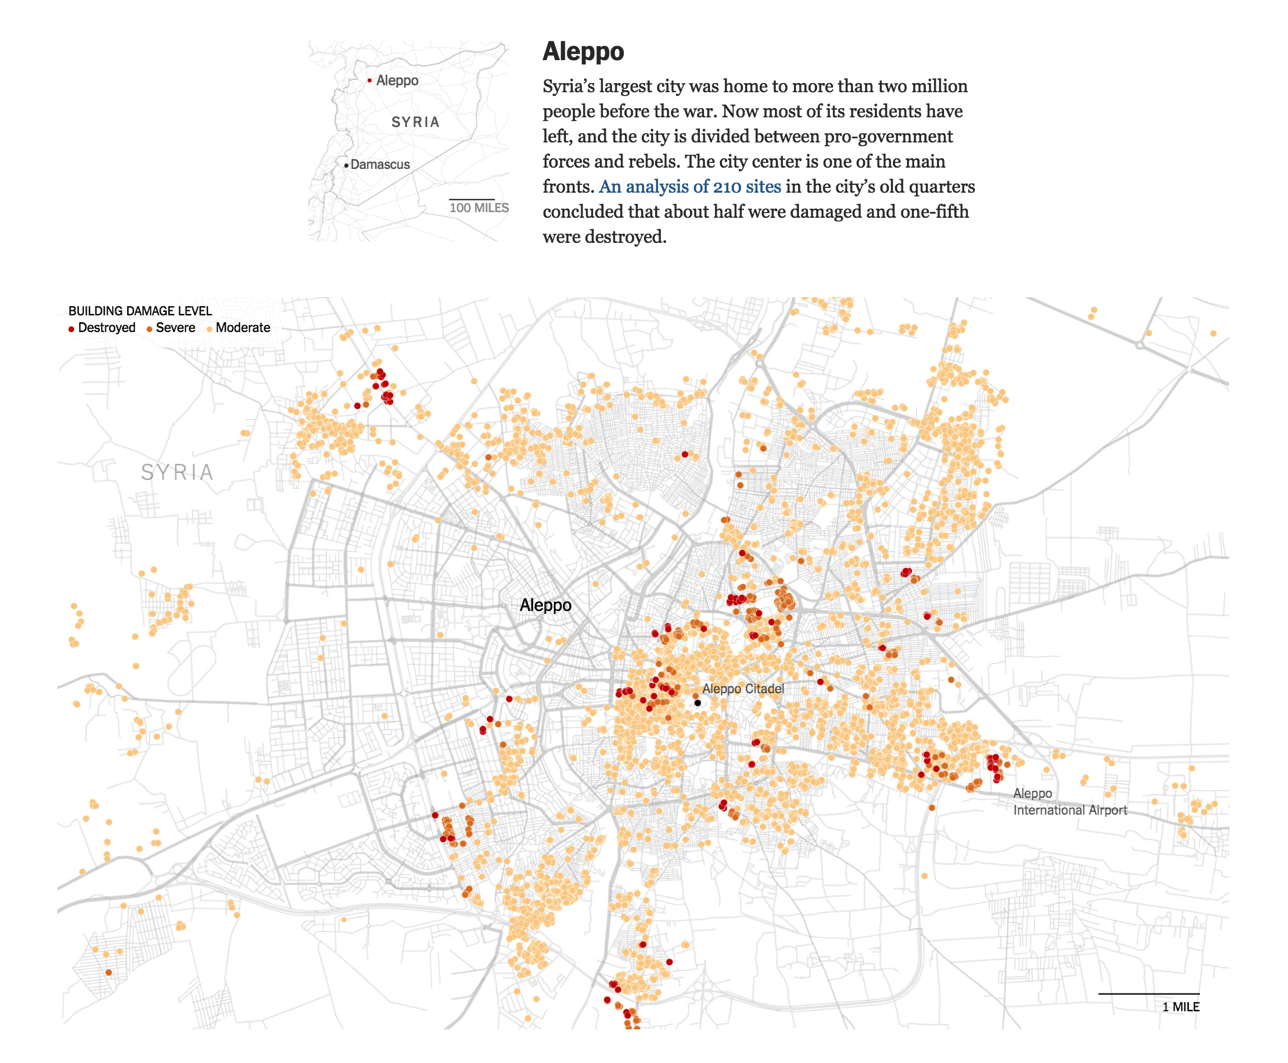 Aleppo
SYRIA
Damascus
100 MILES
Aleppo
Syria’s largest city was home to more than two million
people before the war. Now most of its residents have
left, and the city is divided between pro-government
forces and rebels. The city center is one of the main
fronts. An analysis of 210 sites in the city’s old quarters
concluded that about half were damaged and one-fifth
were destroyed.
BUILDING DAMAGE LEVEL
Destroyed Severe Moderate
SYRIA
Aleppo
Aleppo Citadel
Aleppo
International Airport
1 MILE